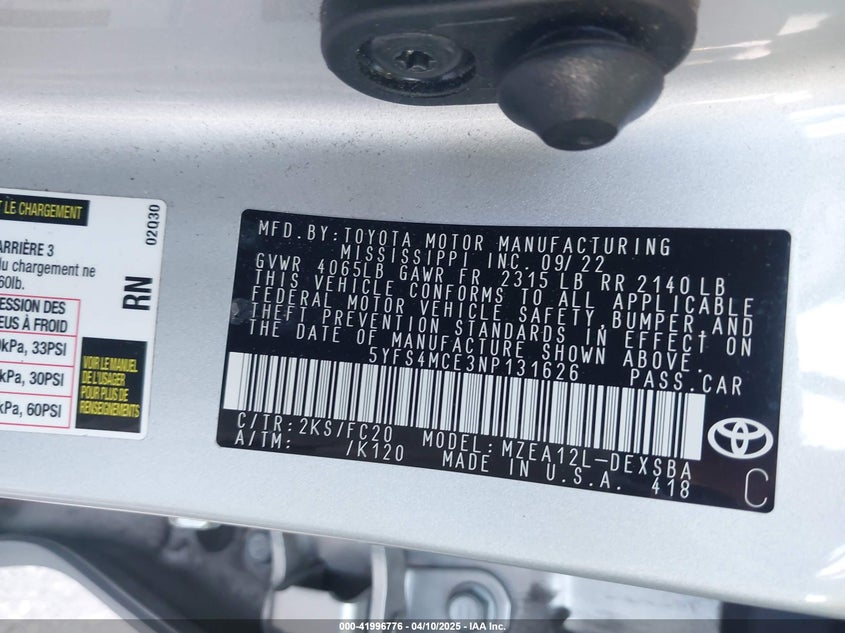 T LE CHARGEMENT
ARRIÈRE 3
u chargement ne
60lb.
ESSION DES
EUS À FROID
kPa, 33PSI
kPa, 30PSI
kPa, 60PSI
02Q30
RN
VOIR LE MANUEL
DE L'USAGER
POUR PLUS DE
RENSEIGNEMENTS
MFD.BY:TOYOTA MOTOR MANUFACTURING
MISSISSIPPI INC. 09/22
GVWR 4065LB GAWR FR 2315 LB RR 2140 LB
THIS VEHICLE CONFORMS TO ALL APPLICABLE
FEDERAL MOTOR VEHICLE SAFETY,BUMPER,AND
THEFT PREVENTION STANDARDS IN EFFECT ON
THE DATE OF MANUFACTURE SHOWN ABOVE.
5YFS4MCE3NP131626 PASS.CAR
C/TR:2KS/FC20 MODEL:MZEA12L-DEXSBA
A/TM: /K120 MADE IN U.S.A. 418
C
000-41996776 - 04/10/2025 - IAA Inc.